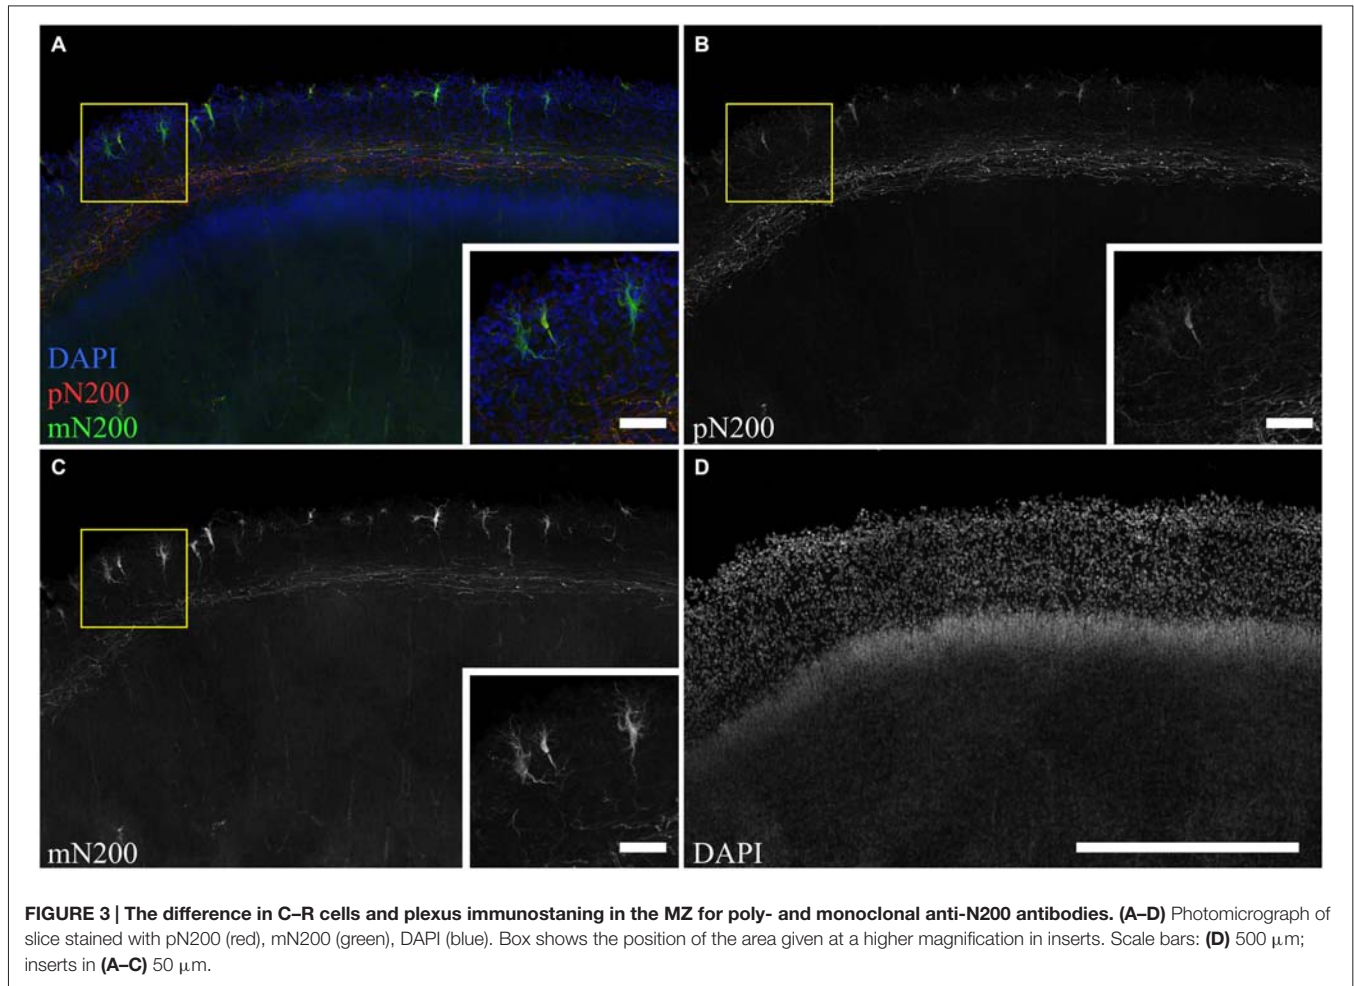 A
B
DAPI
pN200
mN200
pN200
C
D
mN200
DAPI
FIGURE 3 | The difference in C–R cells and plexus immunostaning in the MZ for poly- and monoclonal anti-N200 antibodies. (A–D) Photomicrograph of
slice stained with pN200 (red), mN200 (green), DAPI (blue). Box shows the position of the area given at a higher magnification in inserts. Scale bars: (D) 500 μm;
inserts in (A–C) 50 μm.